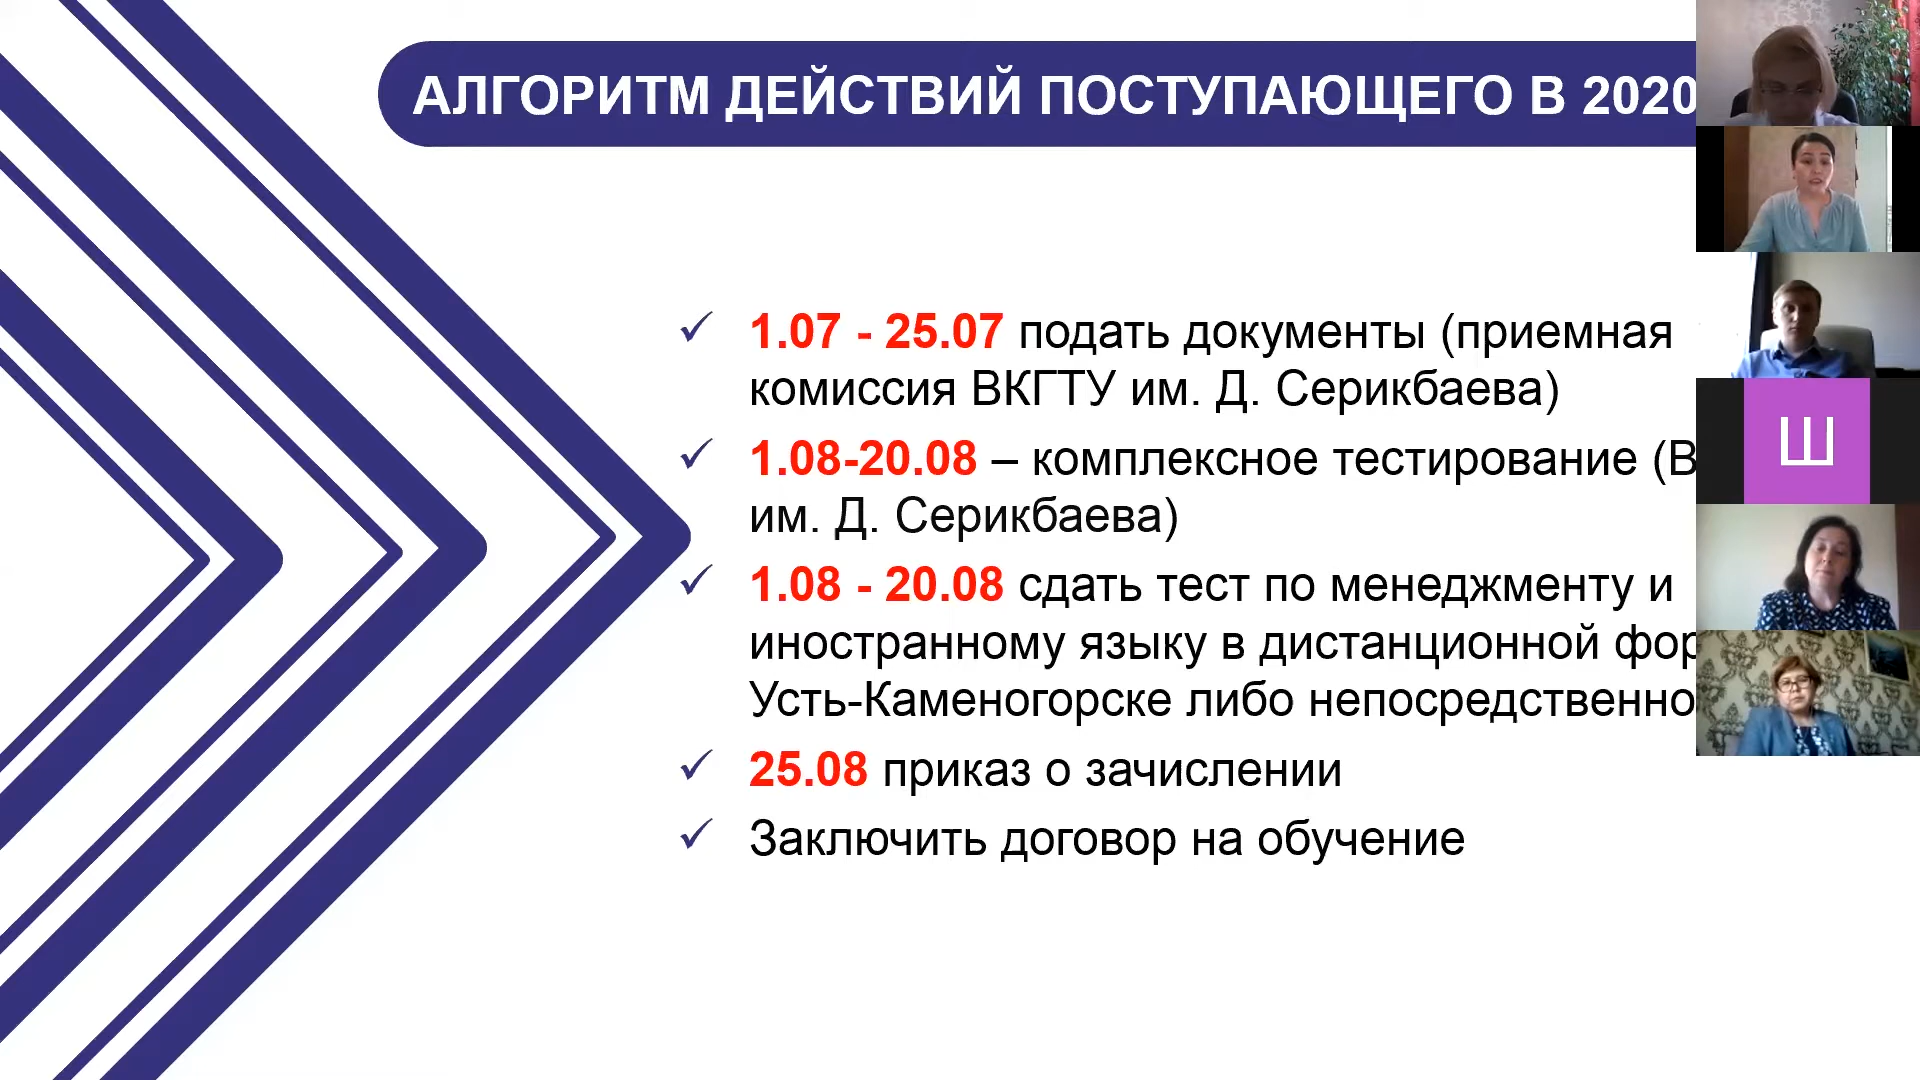 АЛГОРИТМ ДЕЙСТВИЙ ПОСТУПАЮЩЕГО В 2020
1.07 - 25.07 подать документы (приемная
комиссия ВКГТУ им. Д. Серикбаева)
1.08-20.08 – комплексное тестирование
им. Д. Серикбаева)
1.08 - 20.08 сдать тест по менеджменту и
иностранному языку в дистанционной
Усть-Каменогорске либо непосредственно
25.08 приказ о зачислении
Заключить договор на обучение
Ш